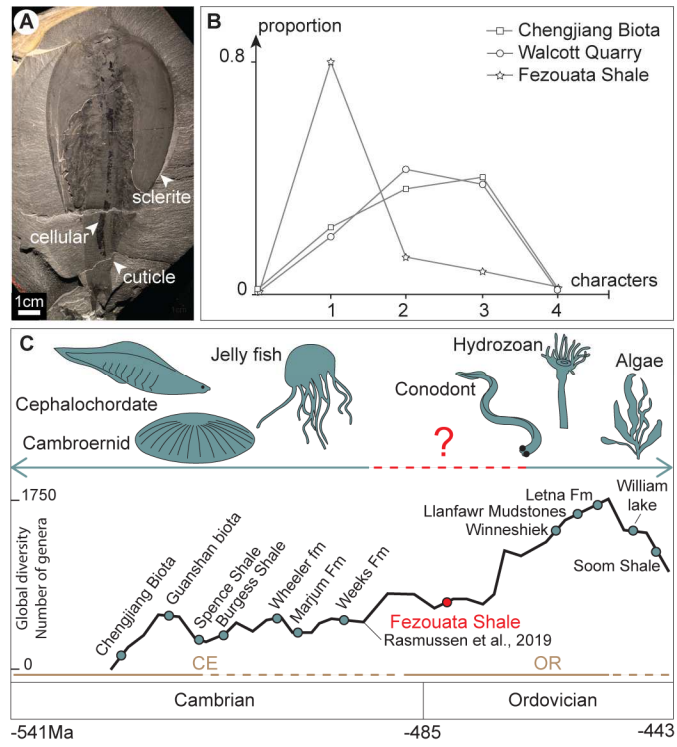 A
sclerite
cellular
cuticle
1cm
B
proportion
0.8
0
Chengjiang Biota
Walcott Quarry
Fezouata Shale
characters
1 2 3 4
C
Cephalochordate
Cambroernid
Jelly fish
Hydrozoan
Conodont
Algae
?
1750
Global diversity
Number of genera
0
Chengjiang Biota
Guanshan biota
Spence Shale
Burgess Shale
Wheeler fm
Marjum Fm
Weeks Fm
Rasmussen et al., 2019
Fezouata Shale
Winneshiek
Llanfawr Mudstones
Letna Fm
William
lake
Soom Shale
CE
OR
Cambrian
Ordovician
-541Ma
-485
-443